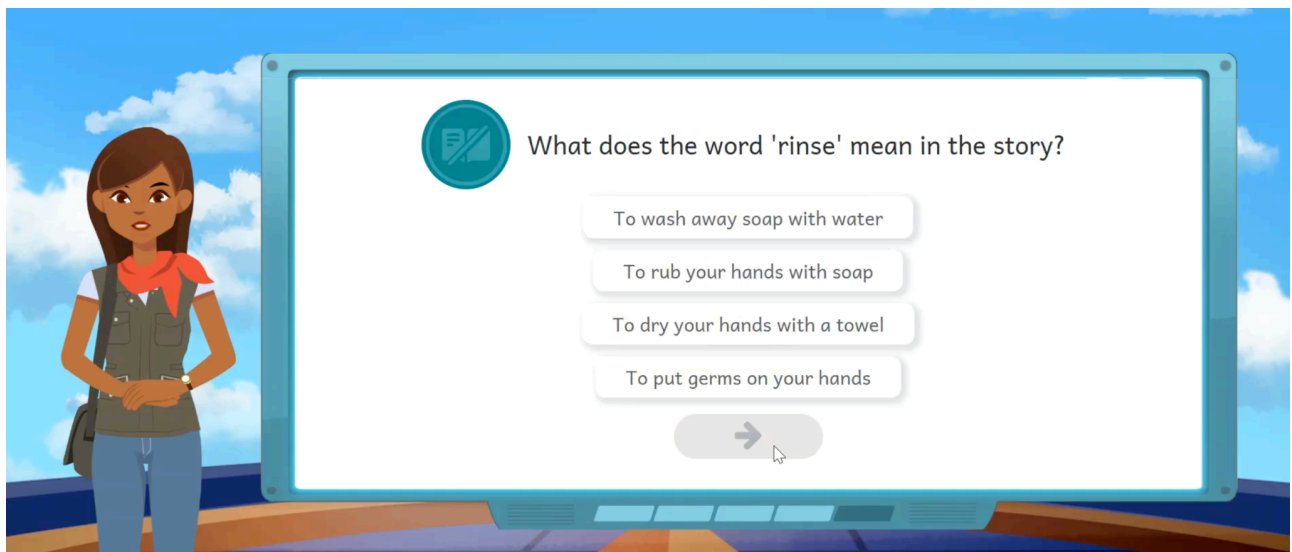 What does the word 'rinse' mean in the story?
To wash away soap with water
To rub your hands with soap
To dry your hands with a towel
To put germs on your hands